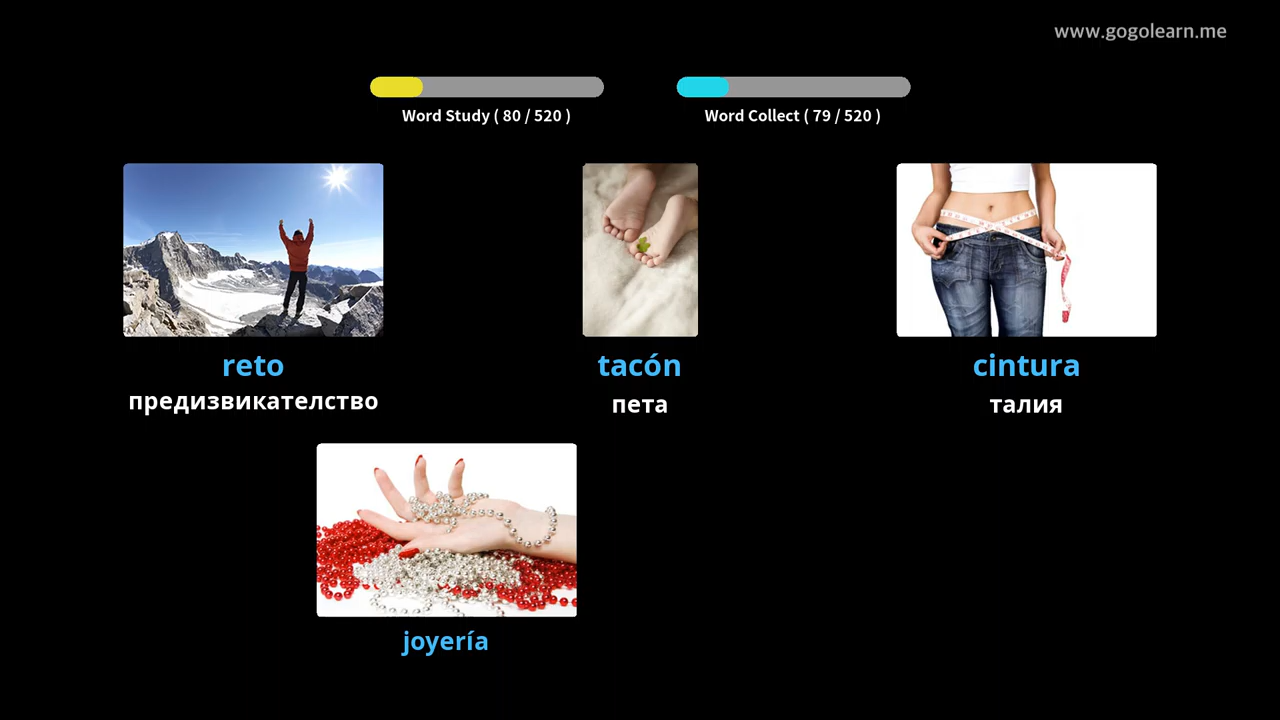 www.gogolearn.me
Word Study ( 80 / 520 )
Word Collect ( 79 / 520 )
reto
предизвикателство
tacón
пета
cintura
талия
joyería